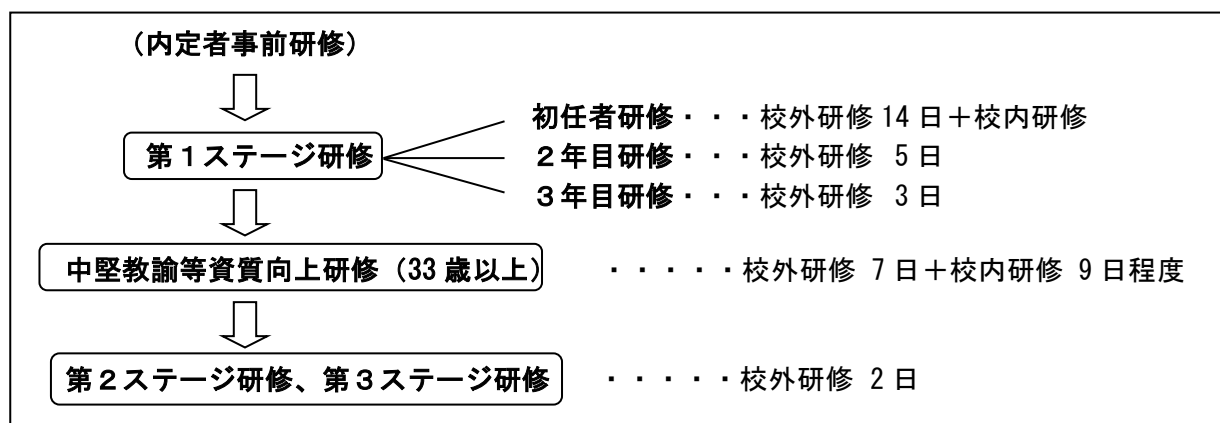 （内定者事前研修）
初任者研修・・・校外研修 14 日＋校内研修
第１ステージ研修
２年目研修・・・校外研修 5 日
３年目研修・・・校外研修 3 日
中堅教諭等資質向上研修（33 歳以上）　・・・・・校外研修 7 日＋校内研修 9 日程度
第２ステージ研修、第３ステージ研修　・・・・・校外研修 2 日